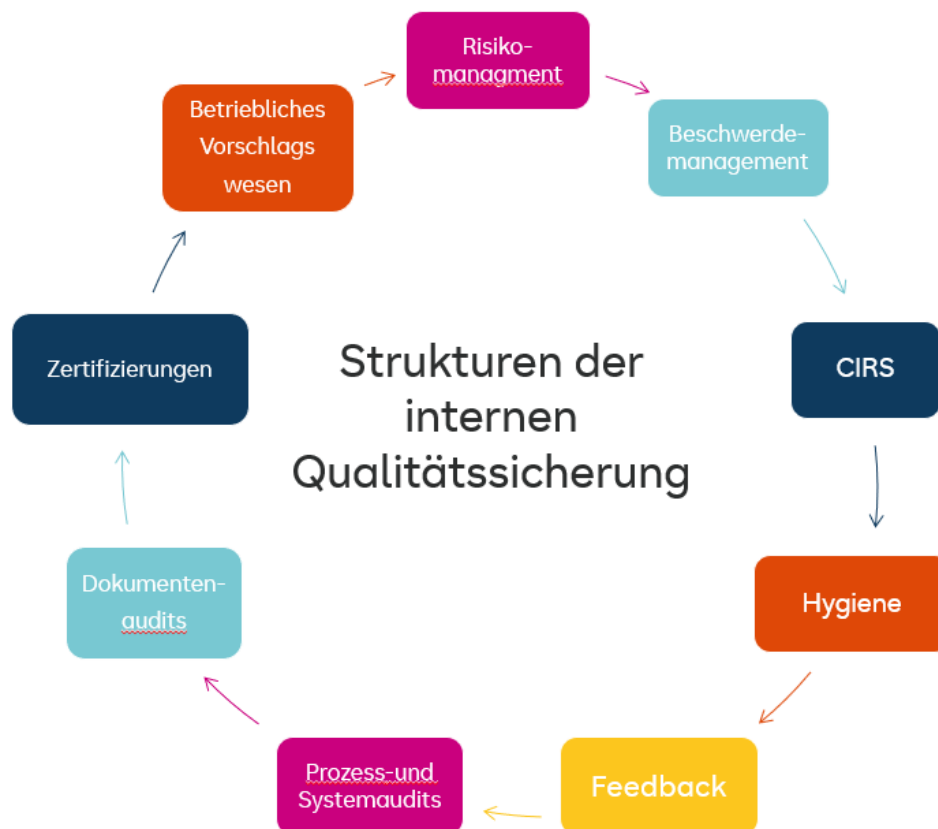 Risiko-
managment
Beschwerde-
management
CIRS
Hygiene
Feedback
Prozess-und
Systemaudits
Dokumenten-
audits
Zertifizierungen
Betriebliches
Vorschlags
wesen
Strukturen der
internen
Qualitätssicherung